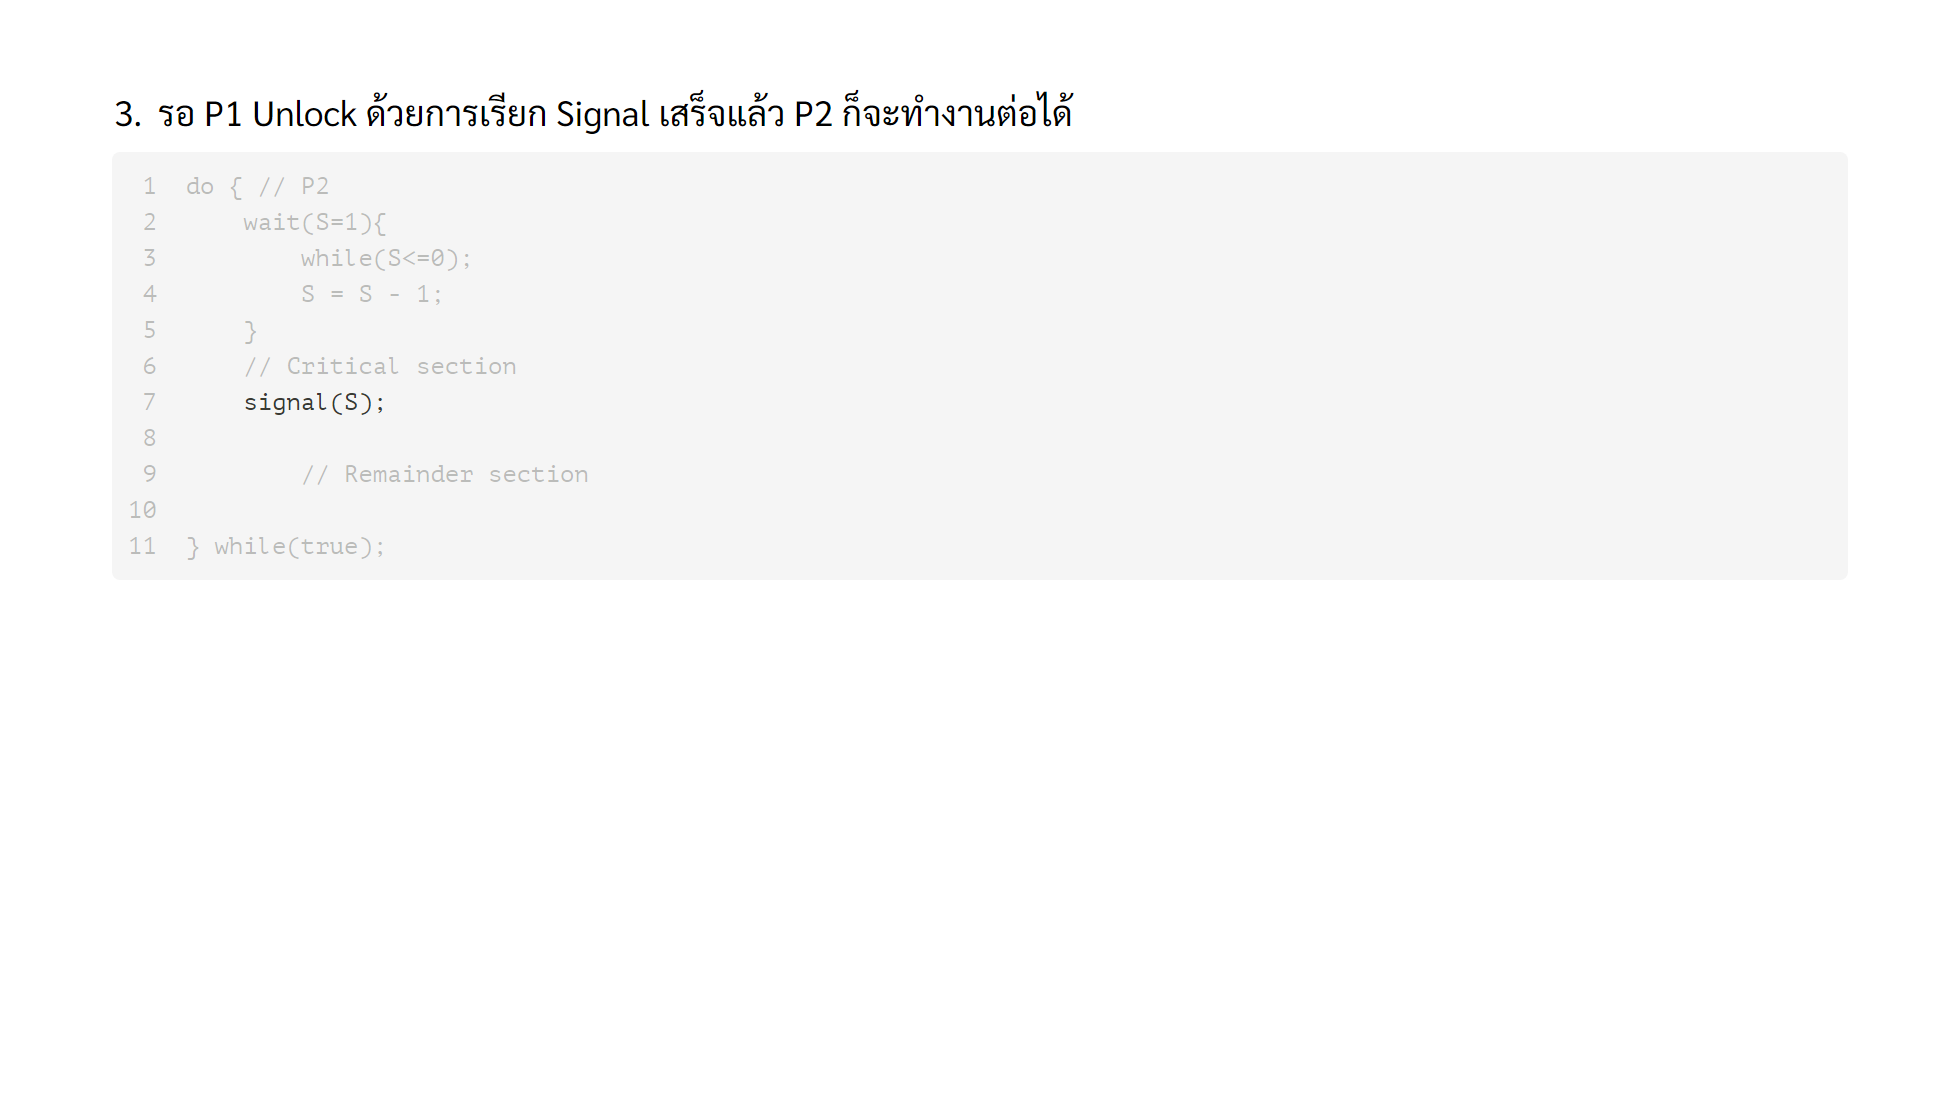 3. รอ P1 Unlock ด้วยการเรียก Signal เสร็จแล้ว P2 ก็จะทำงานต่อได้
1 do { // P2
2 wait(S=1){
3 while(S<=0);
4 S = S - 1;
5 }
6 // Critical section
7 signal(S);
8
9 // Remainder section
10
11 } while(true);